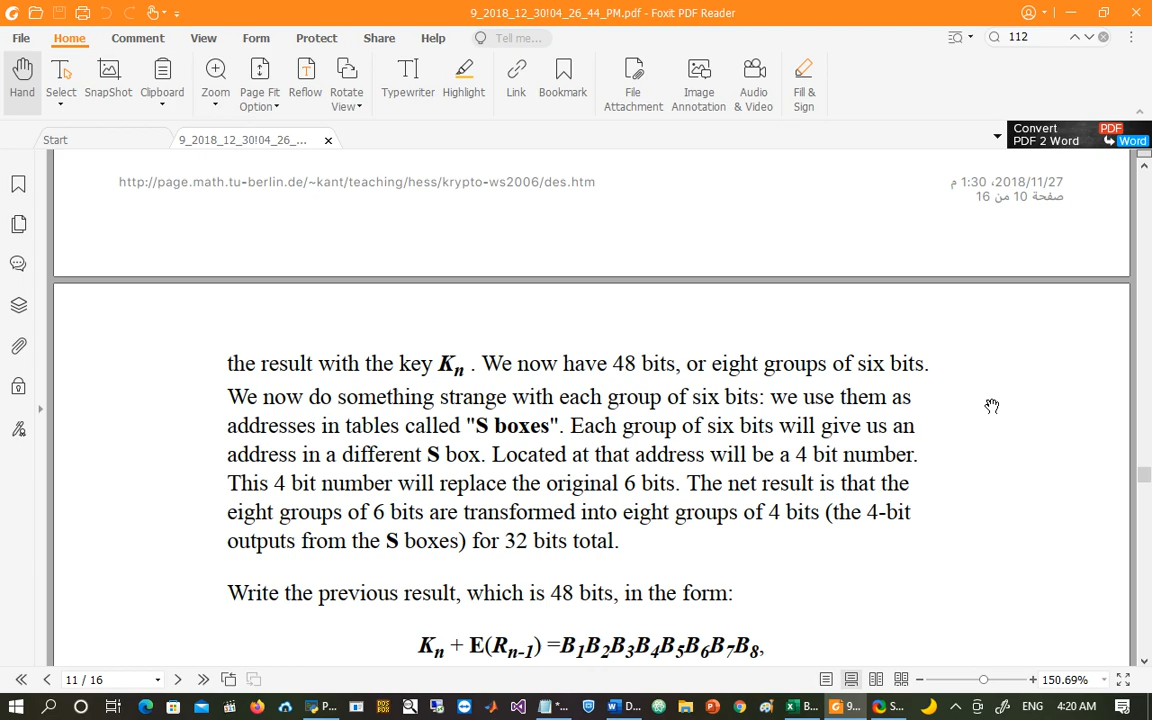 9_2018_12_30!04_26_44_PM.pdf - Foxit PDF Reader
File Home Comment View Form Protect Share Help Tell me... 112
Hand Select SnapShot Clipboard Zoom Page Fit Option Reflow Rotate View Typewriter Highlight Link Bookmark File Attachment Image Annotation Audio & Video Fill & Sign
Start 9_2018_12_30!04_26_... Convert PDF 2 Word PDF Word
http://page.math.tu-berlin.de/~kant/teaching/hess/krypto-ws2006/des.htm 2018/11/27، 1:30 م
صفحة 10 من 16
the result with the key Kn . We now have 48 bits, or eight groups of six bits.
We now do something strange with each group of six bits: we use them as
addresses in tables called "S boxes". Each group of six bits will give us an
address in a different S box. Located at that address will be a 4 bit number.
This 4 bit number will replace the original 6 bits. The net result is that the
eight groups of 6 bits are transformed into eight groups of 4 bits (the 4-bit
outputs from the S boxes) for 32 bits total.
Write the previous result, which is 48 bits, in the form:
Kn + E(Rn-1) =B1B2B3B4B5B6B7B8,
11 / 16 150.69%
P... *... D... B... 9... S... ENG 4:20 AM